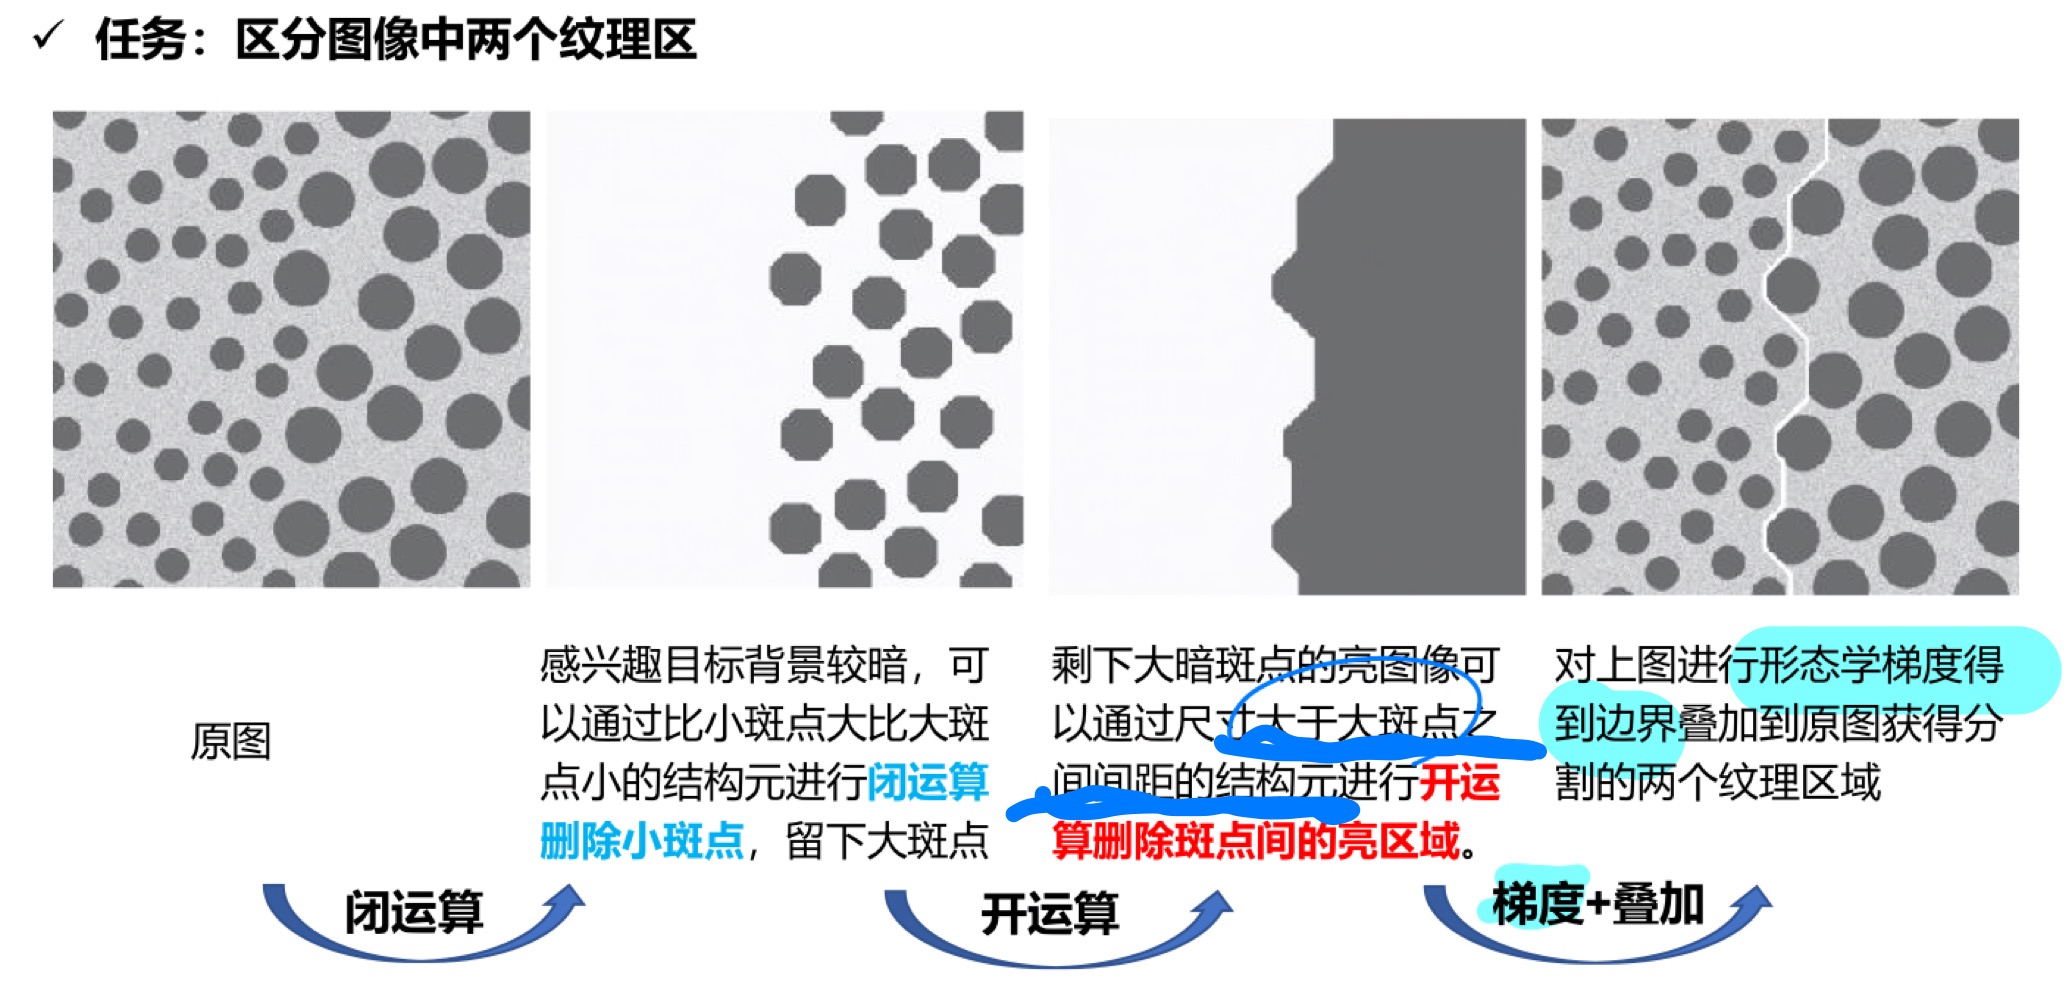 ✓ 任务：区分图像中两个纹理区
原图
感兴趣目标背景较暗，可
以通过比小斑点大比大斑
点小的结构元进行闭运算
删除小斑点，留下大斑点
剩下大暗斑点的亮图像可
以通过尺寸大于大斑点之
间间距的结构元进行开运
算删除斑点间的亮区域。
对上图进行形态学梯度得
到边界叠加到原图获得分
割的两个纹理区域
闭运算
开运算
梯度+叠加